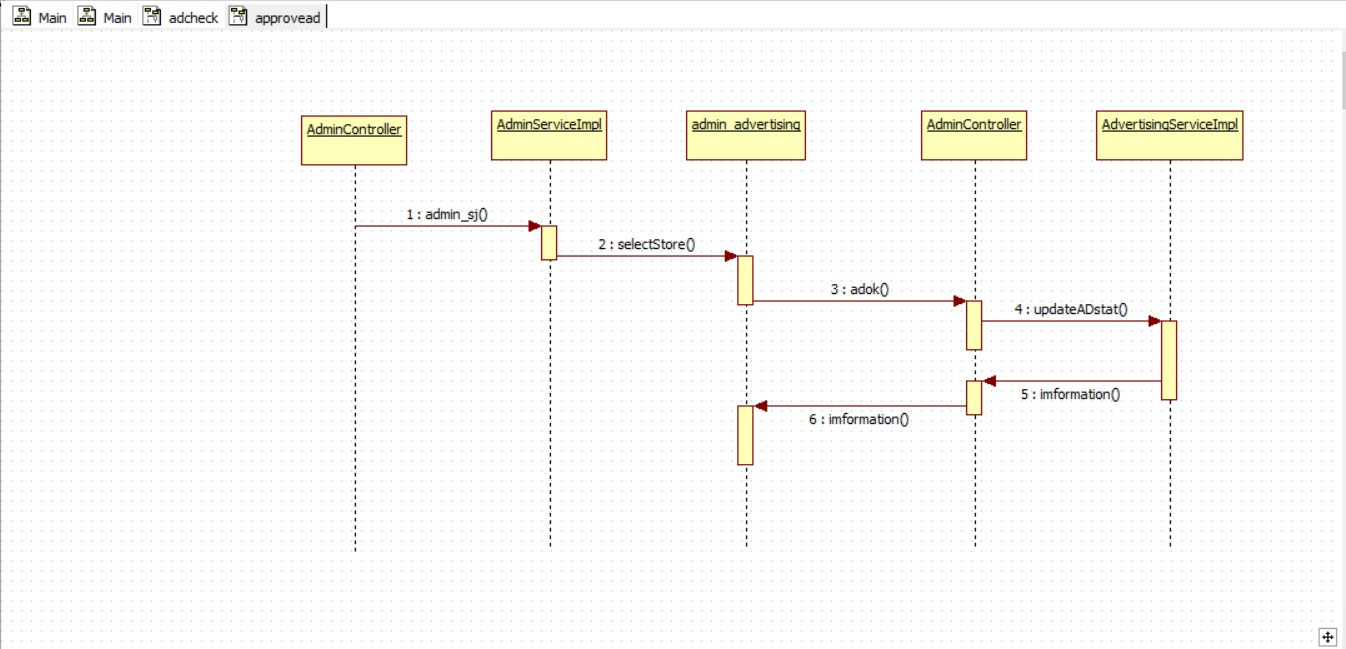 Main Main adcheck approvead
AdminController AdminServiceImpl admin_advertising AdminController AdvertisingServiceImpl
1 : admin_sj()
2 : selectStore()
3 : adok()
4 : updateADstat()
5 : imformation()
6 : imformation()